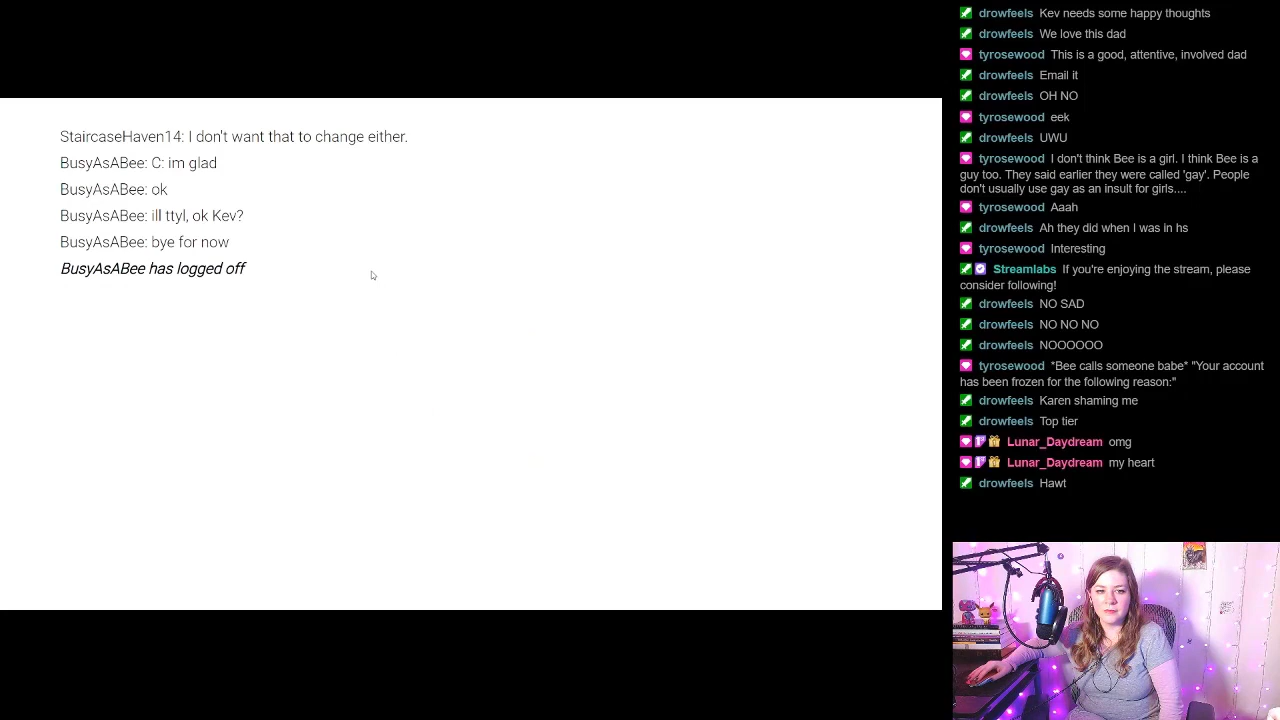 StaircaseHaven14: I don't want that to change either.
BusyAsABee: C: im glad
BusyAsABee: ok
BusyAsABee: ill ttyl, ok Kev?
BusyAsABee: bye for now
BusyAsABee has logged off
drowfeels Kev needs some happy thoughts
drowfeels We love this dad
tyrosewood This is a good, attentive, involved dad
drowfeels Email it
drowfeels OH NO
tyrosewood eek
drowfeels UWU
tyrosewood I don't think Bee is a girl. I think Bee is a
guy too. They said earlier they were called 'gay'. People
don't usually use gay as an insult for girls....
tyrosewood Aaah
drowfeels Ah they did when I was in hs
tyrosewood Interesting
Streamlabs If you're enjoying the stream, please
consider following!
drowfeels NO SAD
drowfeels NO NO NO
drowfeels NOOOOOO
tyrosewood *Bee calls someone babe* "Your account
has been frozen for the following reason:"
drowfeels Karen shaming me
drowfeels Top tier
Lunar_Daydream omg
Lunar_Daydream my heart
drowfeels Hawt